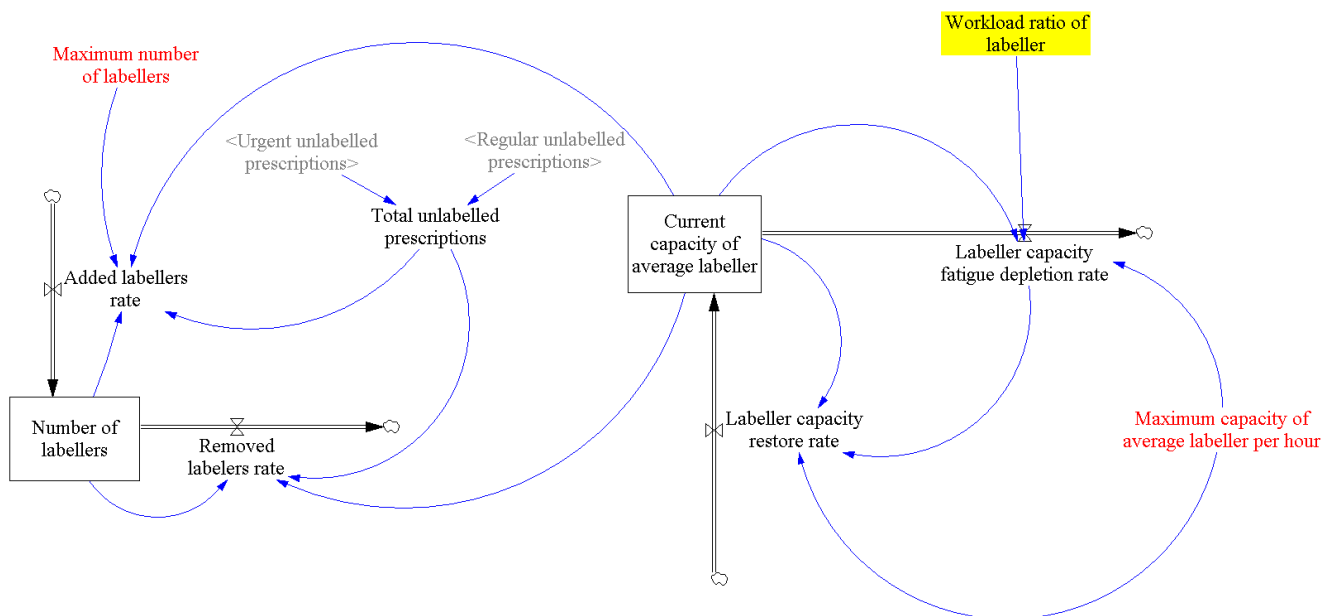 Workload ratio of
labeller
Maximum number
of labellers
<Urgent unlabelled
prescriptions>
<Regular unlabelled
prescriptions>
Total unlabelled
prescriptions
Current
capacity of
average labeller
Labeller capacity
fatigue depletion rate
Added labellers
rate
Number of
labellers
Removed
labelers rate
Labeller capacity
restore rate
Maximum capacity of
average labeller per hour